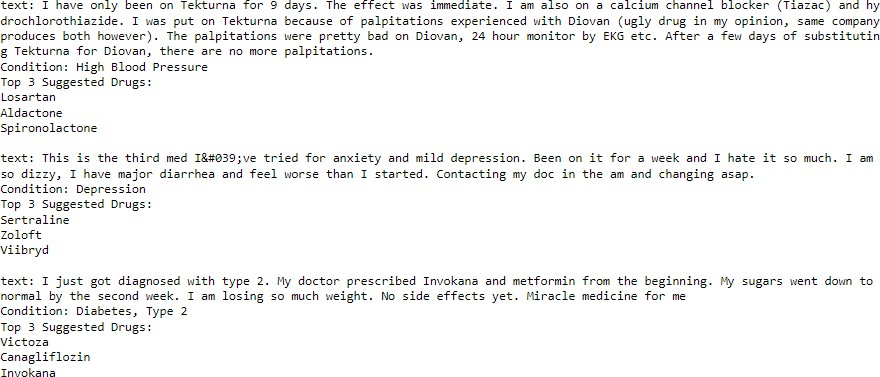 text: I have only been on Tekturna for 9 days. The effect was immediate. I am also on a calcium channel blocker (Tiazac) and hy
drochlorothiazide. I was put on Tekturna because of palpitations experienced with Diovan (ugly drug in my opinion, same company
produces both however). The palpitations were pretty bad on Diovan, 24 hour monitor by EKG etc. After a few days of substitutin
g Tekturna for Diovan, there are no more palpitations.
Condition: High Blood Pressure
Top 3 Suggested Drugs:
Losartan
Aldactone
Spironolactone

text: This is the third med I&#039;ve tried for anxiety and mild depression. Been on it for a week and I hate it so much. I am
so dizzy, I have major diarrhea and feel worse than I started. Contacting my doc in the am and changing asap.
Condition: Depression
Top 3 Suggested Drugs:
Sertraline
Zoloft
Viibryd

text: I just got diagnosed with type 2. My doctor prescribed Invokana and metformin from the beginning. My sugars went down to
normal by the second week. I am losing so much weight. No side effects yet. Miracle medicine for me
Condition: Diabetes, Type 2
Top 3 Suggested Drugs:
Victoza
Canagliflozin
Invokana